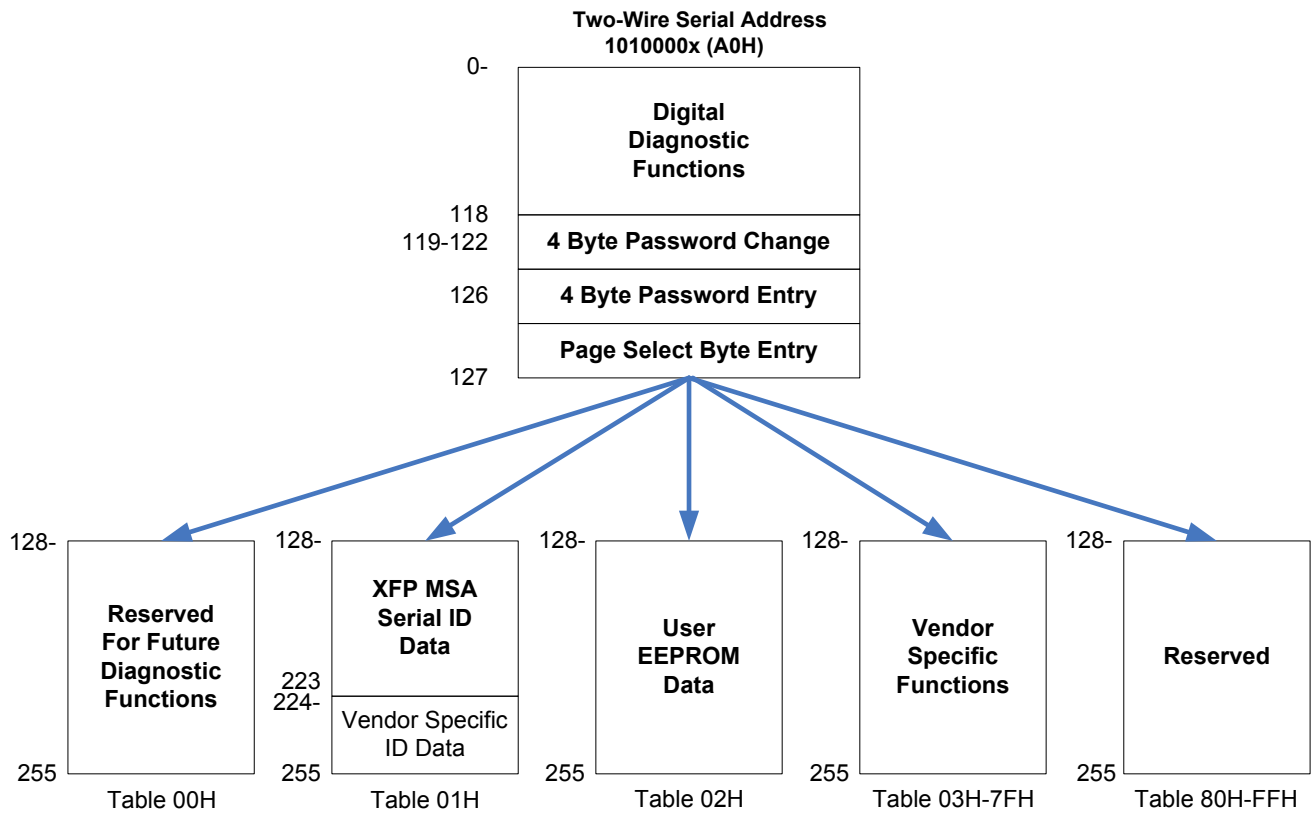 Two-Wire Serial Address
1010000x (A0H)
0-
Digital
Diagnostic
Functions
118
119-122
4 Byte Password Change
126
4 Byte Password Entry
Page Select Byte Entry
127
128-
Reserved
For Future
Diagnostic
Functions
255
Table 00H
128-
XFP MSA
Serial ID
Data
223
224-
Vendor Specific
ID Data
255
Table 01H
128-
User
EEPROM
Data
255
Table 02H
128-
Vendor
Specific
Functions
255
Table 03H-7FH
128-
Reserved
255
Table 80H-FFH